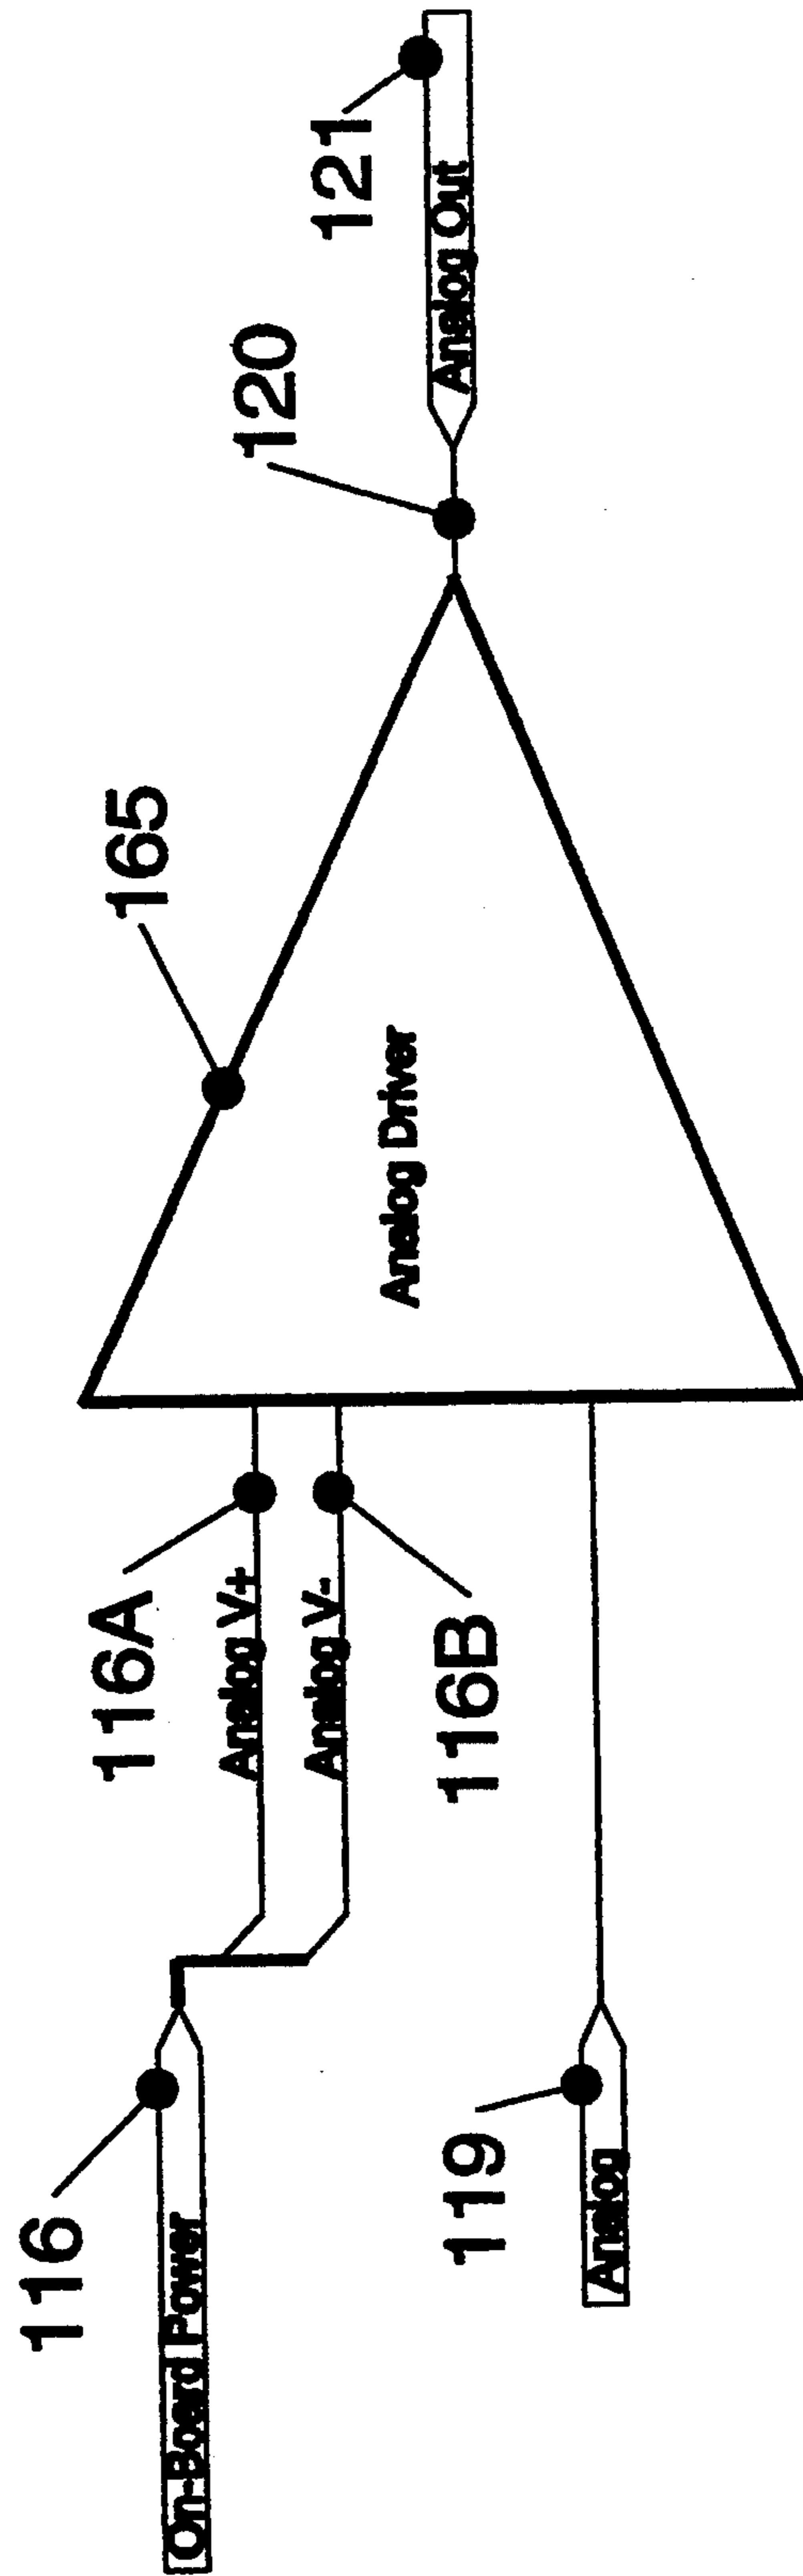 116
On-Board Power
116A
Analog V+
Analog V-
116B
119
Analog
165
Analog Driver
120
121
Analog Out